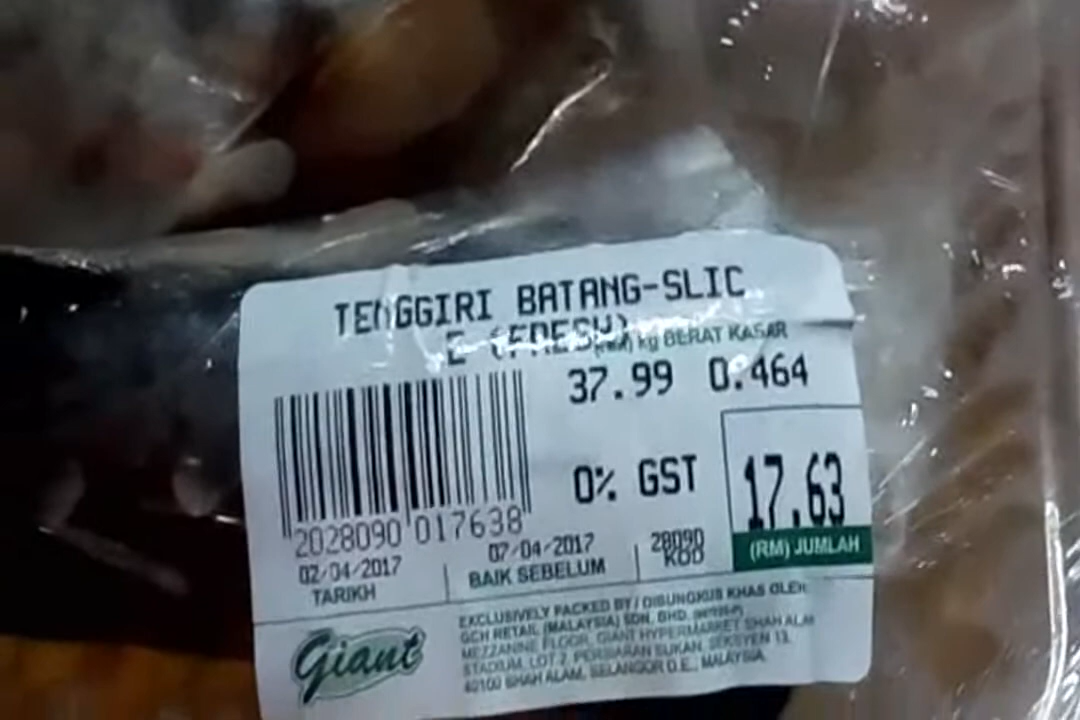 TENGGIRI BATANG-SLIC
E (FRESH)
(RM) kg BERAT KASAR
37.99 0.464
0% GST
17.63
(RM) JUMLAH
2028090 017638
02/04/2017
TARIKH
07/04/2017
BAIK SEBELUM
28090
KOD
Giant
EXCLUSIVELY PACKED BY / DIBUNGKUS KHAS OLEH:
GCH RETAIL (MALAYSIA) SDN. BHD.
MEZZANINE FLOOR, GIANT HYPERMARKET SHAH ALAM
STADIUM, LOT 2, PERSIARAN SUKAN, SEKSYEN 13,
40100 SHAH ALAM, SELANGOR D.E., MALAYSIA.